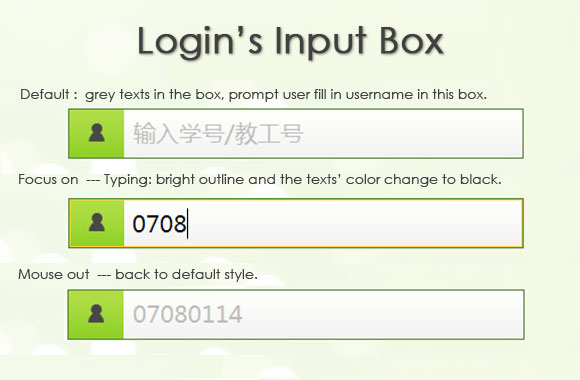 Login’s Input Box
Default : grey texts in the box, prompt user fill in username in this box.
输入学号/教工号
Focus on --- Typing: bright outline and the texts’ color change to black.
0708
Mouse out --- back to default style.
07080114